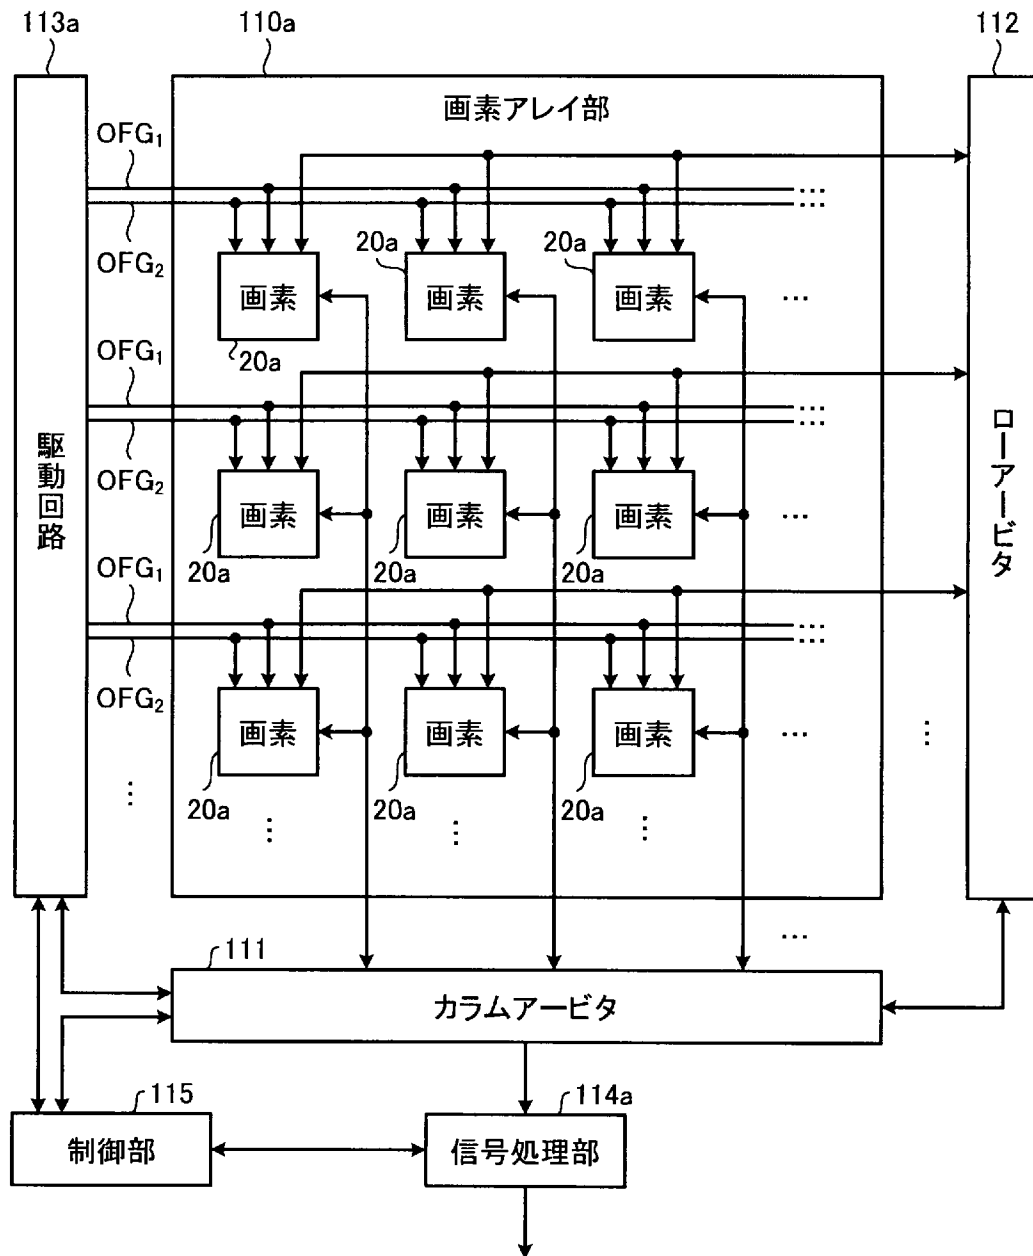 113a
110a
112
画素アレイ部
OFG₁
OFG₂
20a
20a
画素
画素
画素
…
20a
OFG₁
OFG₂
画素
画素
画素
…
20a
20a
20a
OFG₁
OFG₂
画素
画素
画素
…
20a
20a
20a
駆動回路
ローアービタ
111
カラムアービタ
115
制御部
114a
信号処理部